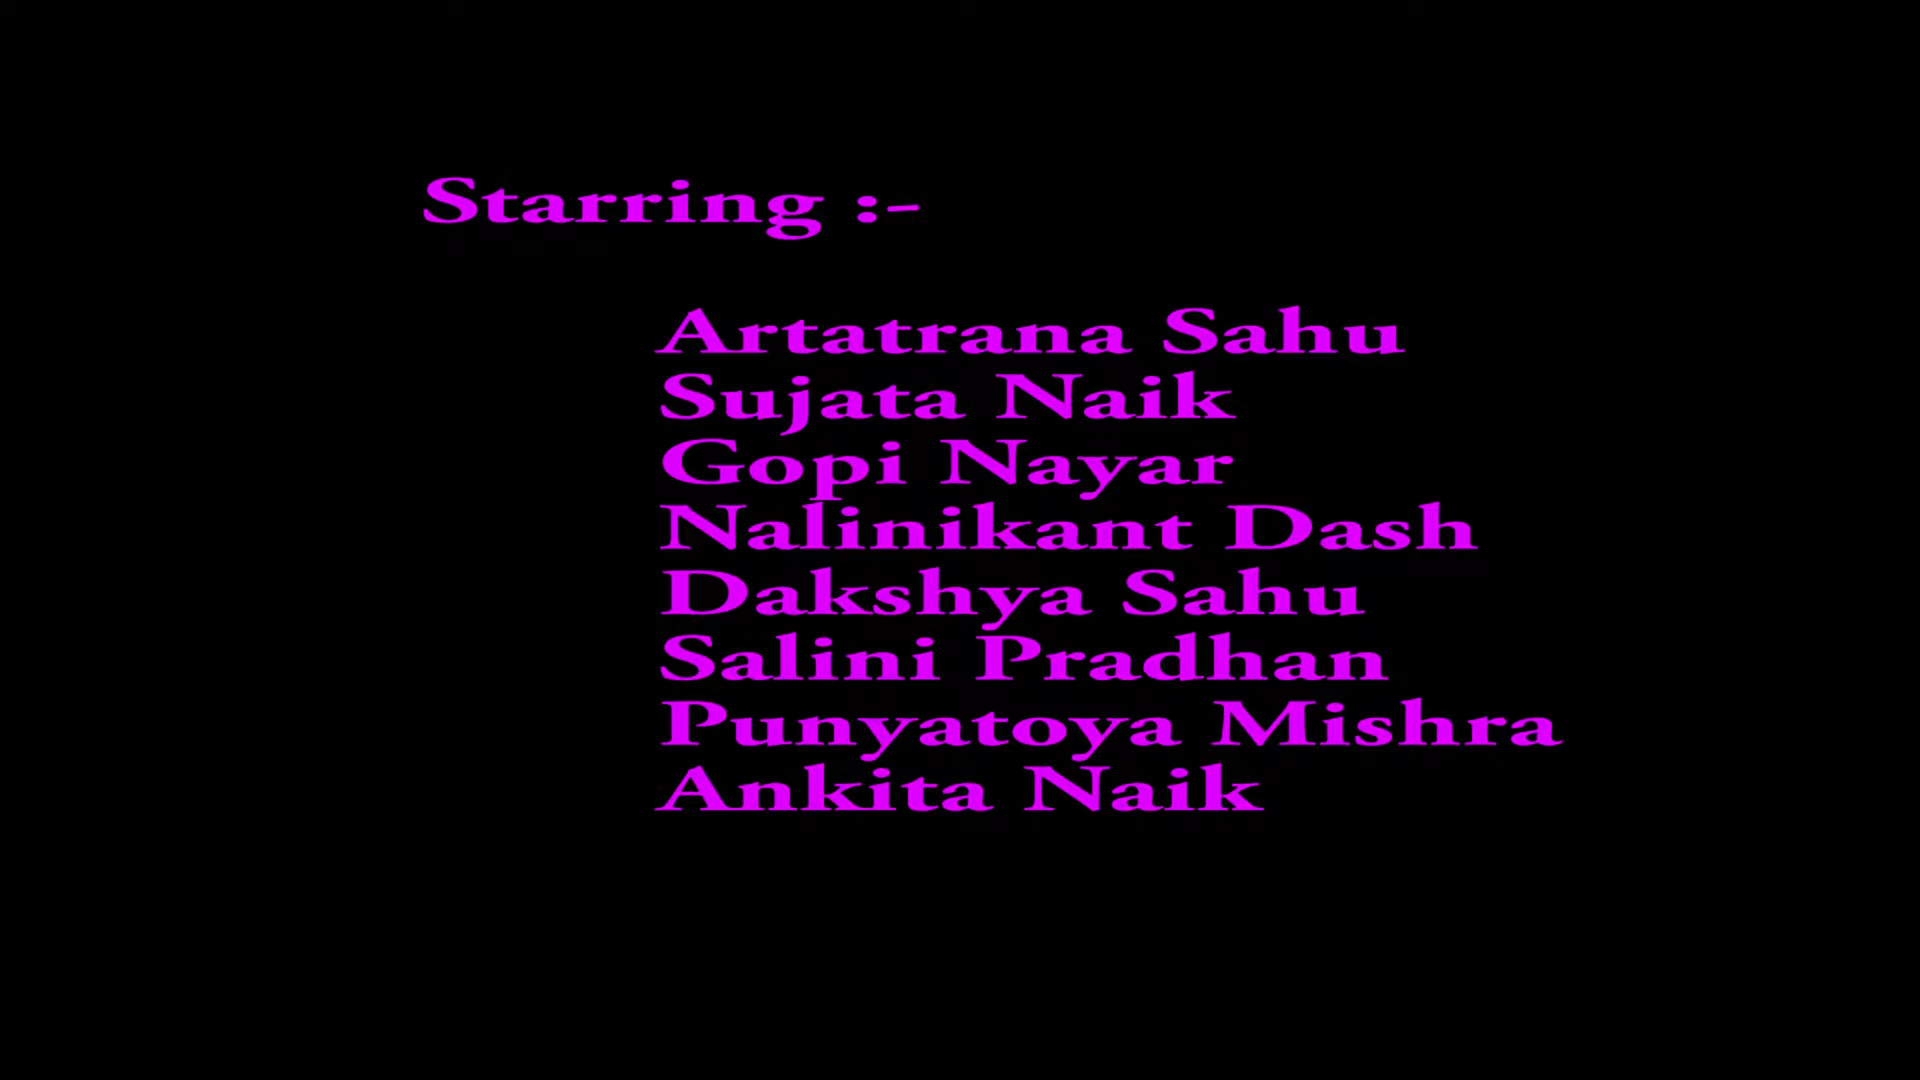 Starring :-
Artatrana Sahu
Sujata Naik
Gopi Nayar
Nalinikant Dash
Dakshya Sahu
Salini Pradhan
Punyatoya Mishra
Ankita Naik